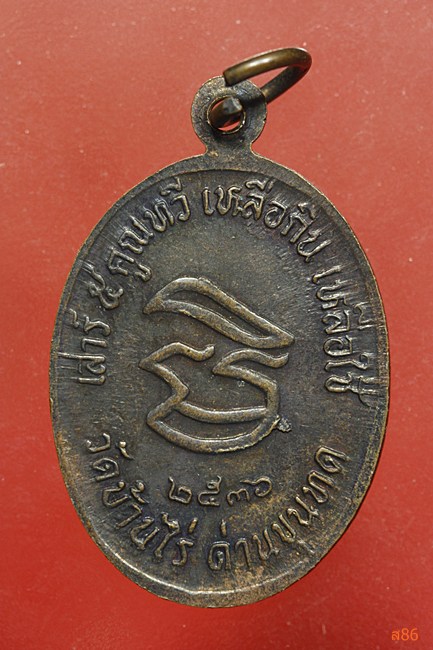 เสาร์ ๕ คูณทวี เหลือกิน เหลือใช้
๒๕๓๖
วัดบ้านไร่ ด่านขุนทด
ส86